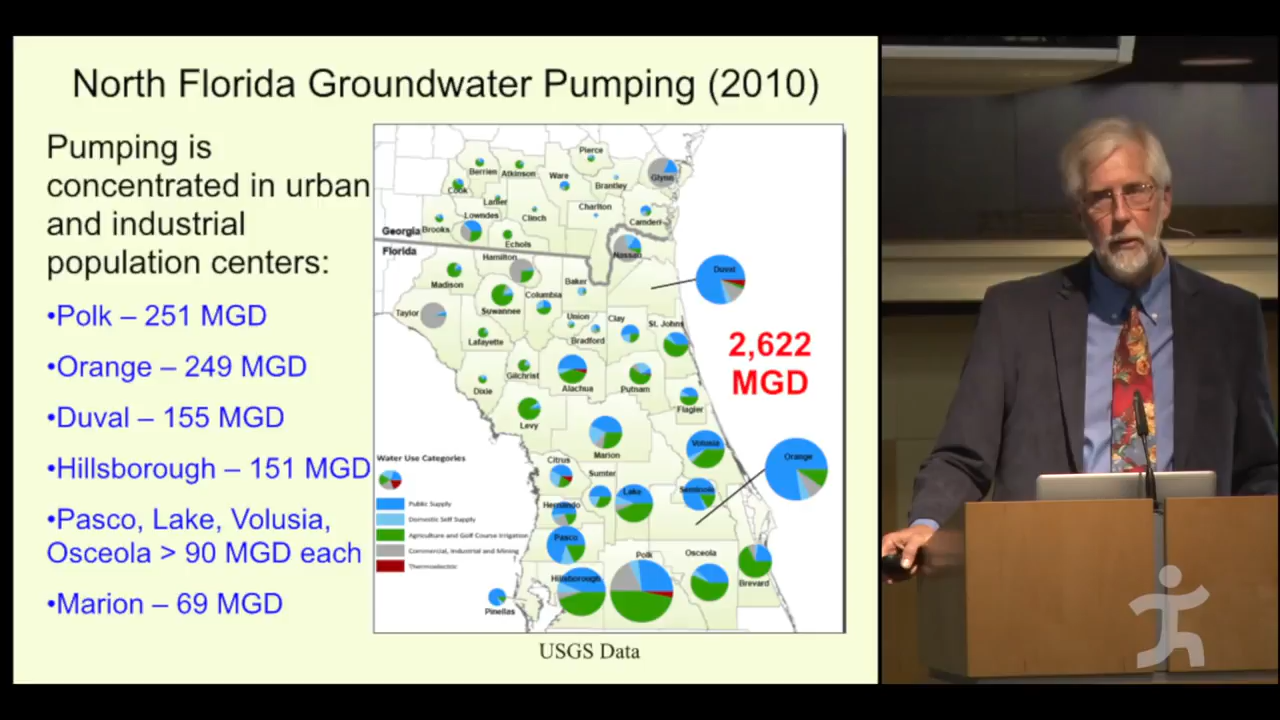 North Florida Groundwater Pumping (2010)
Pumping is
concentrated in urban
and industrial
population centers:
•Polk – 251 MGD
•Orange – 249 MGD
•Duval – 155 MGD
•Hillsborough – 151 MGD
•Pasco, Lake, Volusia,
Osceola > 90 MGD each
•Marion – 69 MGD
Pierce
Berrien
Atkinson
Ware
Brantley
Glynn
Cook
Lanier
Lowndes
Clinch
Charlton
Camden
Brooks
Echols
Georgia
Florida
Hamilton
Nassau
Madison
Baker
Duval
Columbia
Suwannee
Taylor
Union
Clay
St. Johns
Bradford
Lafayette
2,622
MGD
Gilchrist
Alachua
Putnam
Dixie
Levy
Flagler
Marion
Volusia
Orange
Citrus
Sumter
Lake
Seminole
Hernando
Pasco
Polk
Osceola
Hillsborough
Brevard
Pinellas
Water Use Categories
Public Supply
Domestic Self Supply
Agriculture and Golf Course Irrigation
Commercial, Industrial and Mining
Thermoelectric
USGS Data